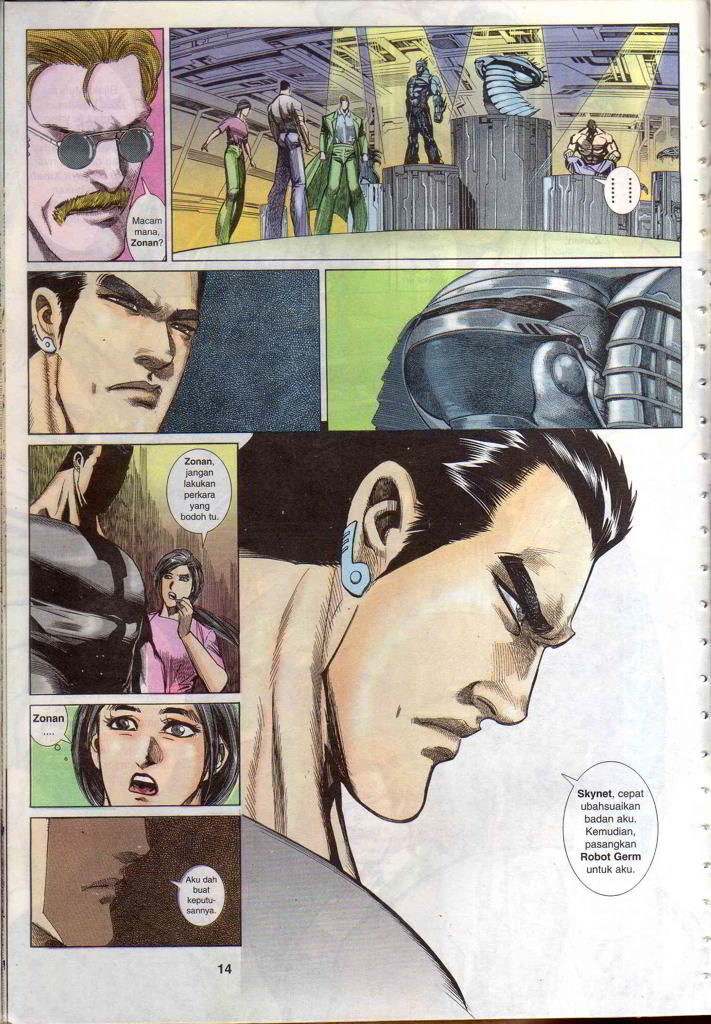 Macam
mana,
Zonan?
Zonan,
jangan
lakukan
perkara
yang
bodoh tu.
Zonan
....
Aku dah
buat
keputu-
sannya.
Skynet, cepat
ubahsuaikan
badan aku.
Kemudian,
pasangkan
Robot Germ
untuk aku.
14